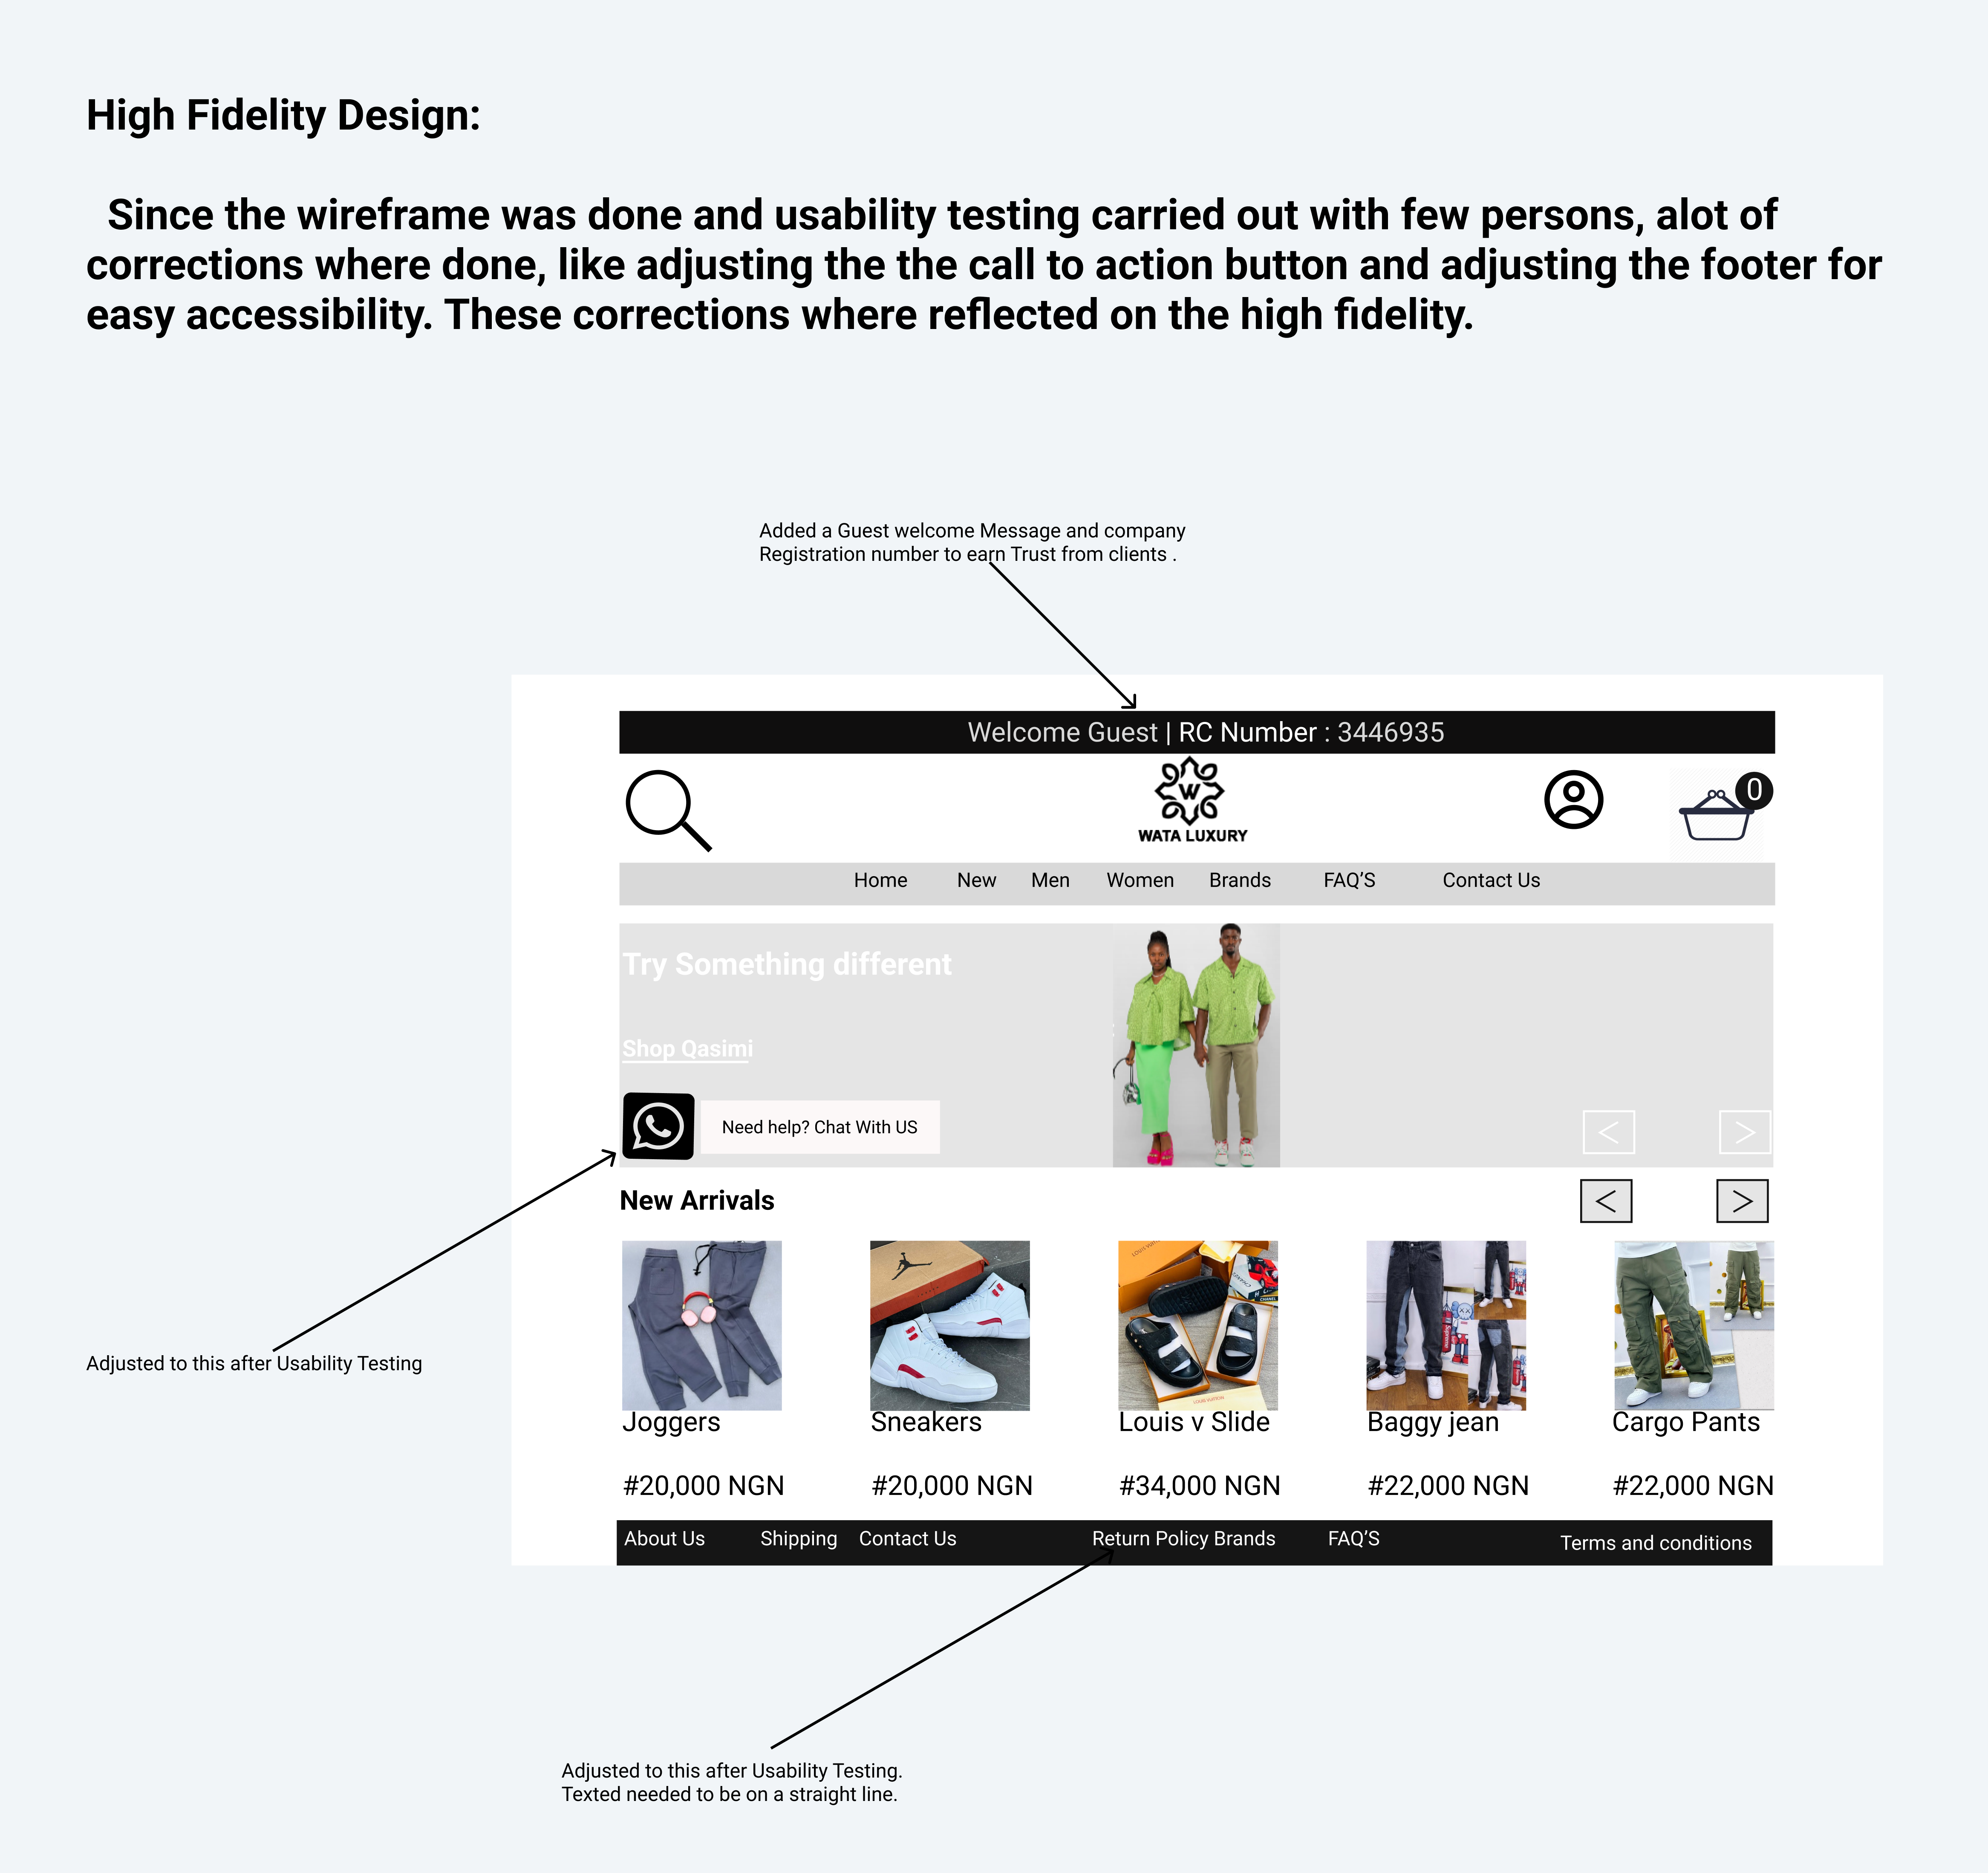 High Fidelity Design:
Since the wireframe was done and usability testing carried out with few persons, alot of
corrections where done, like adjusting the the call to action button and adjusting the footer for
easy accessibility. These corrections where reflected on the high fidelity.
Added a Guest welcome Message and company
Registration number to earn Trust from clients .
Welcome Guest | RC Number : 3446935
0
W
WATA LUXURY
Home New Men Women Brands FAQ’S Contact Us
Try Something different
Shop Qasimi
Need help? Chat With US
< >
New Arrivals
< >
LOUIS VUITTON
CHANEL
LOUIS VUITTON
Joggers Sneakers Louis v Slide Baggy jean Cargo Pants
#20,000 NGN #20,000 NGN #34,000 NGN #22,000 NGN #22,000 NGN
About Us Shipping Contact Us Return Policy Brands FAQ’S Terms and conditions
Adjusted to this after Usability Testing
Adjusted to this after Usability Testing.
Texted needed to be on a straight line.